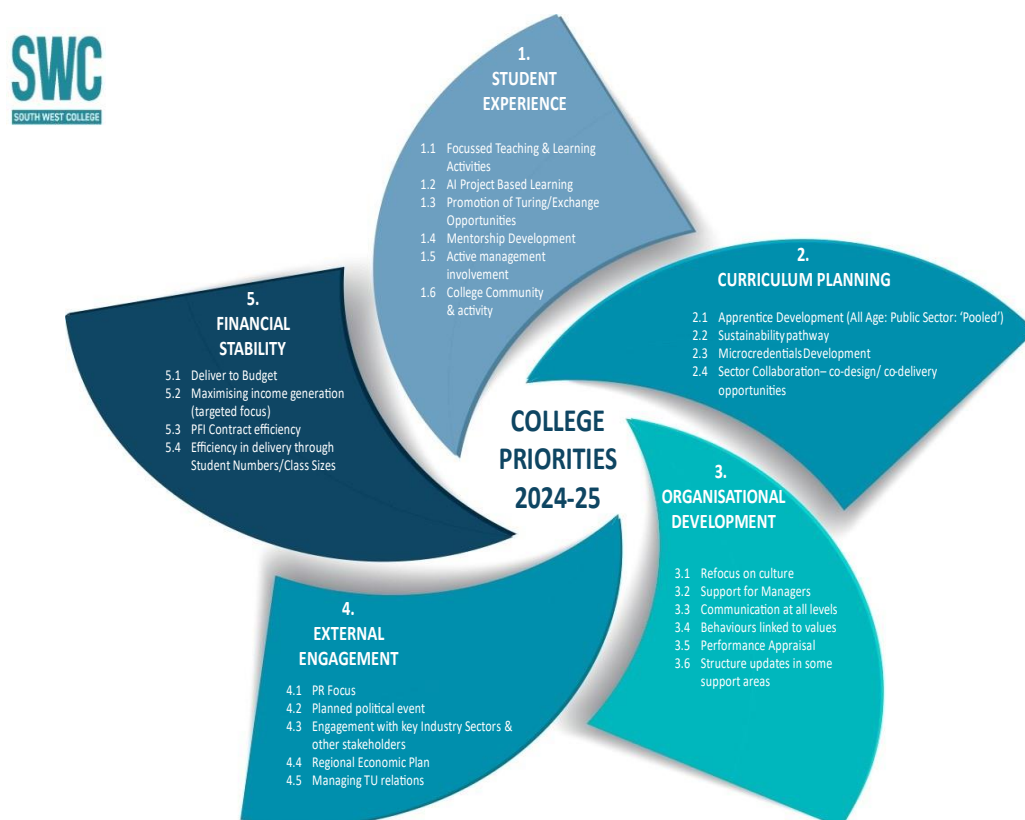 SWC
SOUTH WEST COLLEGE
1.
STUDENT
EXPERIENCE
1.1 Focussed Teaching & Learning
Activities
1.2 AI Project Based Learning
1.3 Promotion of Turing/Exchange
Opportunities
1.4 Mentorship Development
1.5 Active management
involvement
1.6 College Community
& activity
2.
CURRICULUM PLANNING
2.1 Apprentice Development (All Age: Public Sector: ‘Pooled’)
2.2 Sustainability pathway
2.3 Microcredentials Development
2.4 Sector Collaboration– co-design/ co-delivery
opportunities
3.
ORGANISATIONAL
DEVELOPMENT
3.1 Refocus on culture
3.2 Support for Managers
3.3 Communication at all levels
3.4 Behaviours linked to values
3.5 Performance Appraisal
3.6 Structure updates in some
support areas
4.
EXTERNAL
ENGAGEMENT
4.1 PR Focus
4.2 Planned political event
4.3 Engagement with key Industry Sectors &
other stakeholders
4.4 Regional Economic Plan
4.5 Managing TU relations
5.
FINANCIAL
STABILITY
5.1 Deliver to Budget
5.2 Maximising income generation
(targeted focus)
5.3 PFI Contract efficiency
5.4 Efficiency in delivery through
Student Numbers/Class Sizes
COLLEGE
PRIORITIES
2024-25